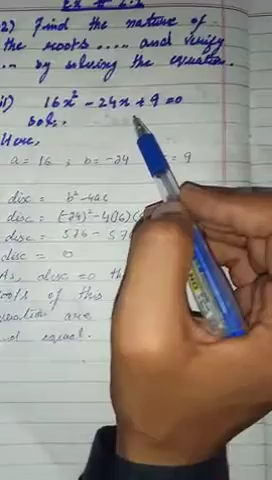 Ex # 2.2
2) Find the nature of
the roots .... and verify
... by solving the equation.
ii) 16x² - 24x + 9 = 0
Sol:.
Here,
a = 16 ; b = -24 = 9
disc = b² - 4ac
disc = (-24)² - 4(16)(
disc = 576 - 57
disc = 0
As, disc = 0 th
roots of this
equation are
equal.